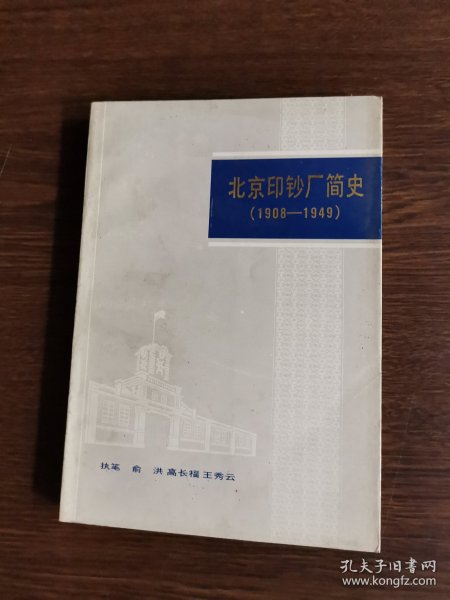 北京印钞厂简史
(1908—1949)
执笔 俞 洪 高长福 王秀云
孔夫子旧书网
www.kongfz.com